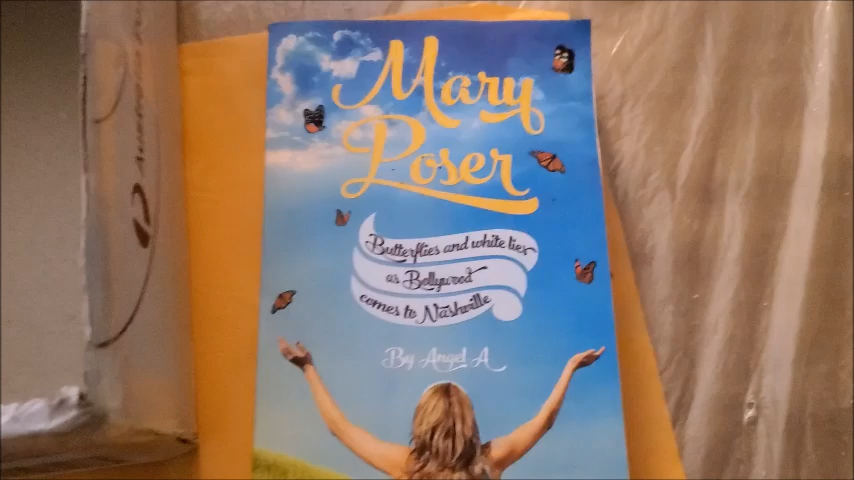 Mary
Poser
Butterflies and white lies
as Bollywood
comes to Nashville
By Angel A